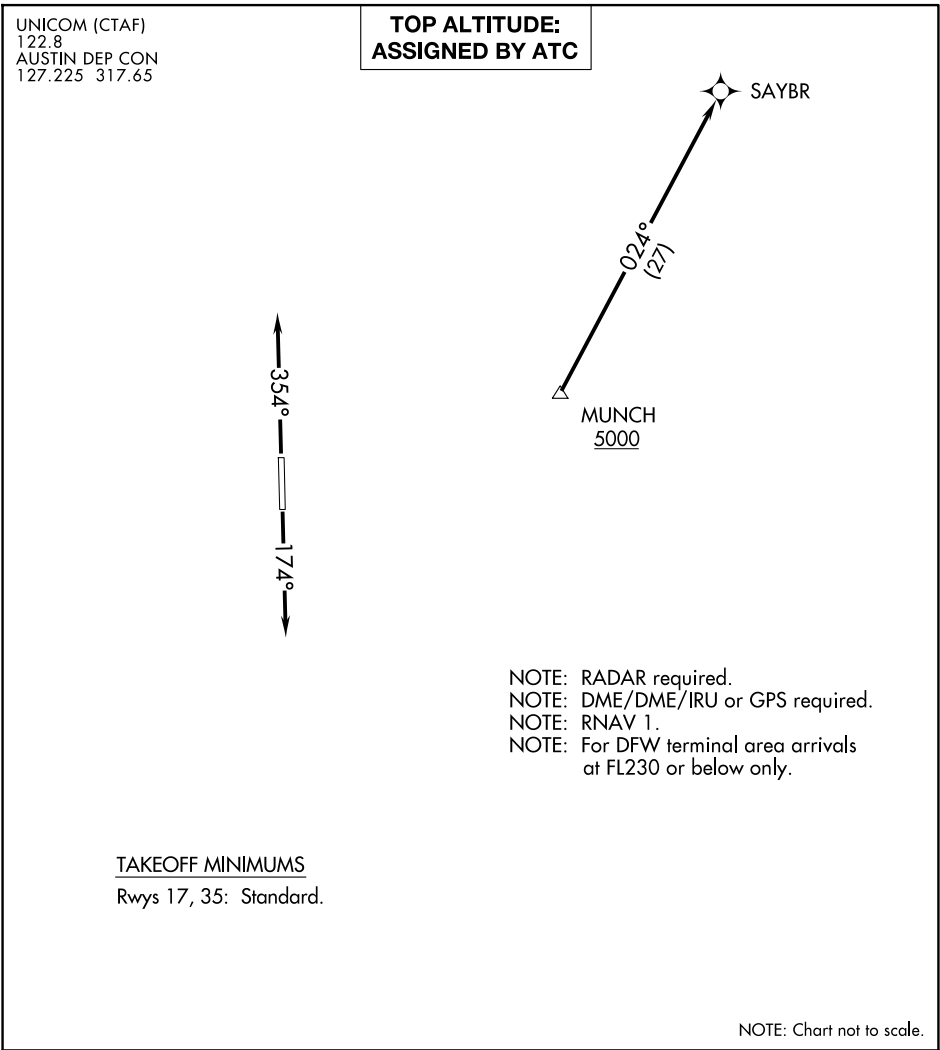 UNICOM (CTAF)
122.8
AUSTIN DEP CON
127.225 317.65
TOP ALTITUDE:
ASSIGNED BY ATC
SAYBR
024°
(27)
MUNCH
5000
354°
174°
NOTE: RADAR required.
NOTE: DME/DME/IRU or GPS required.
NOTE: RNAV 1.
NOTE: For DFW terminal area arrivals
at FL230 or below only.
TAKEOFF MINIMUMS
Rwys 17, 35: Standard.
NOTE: Chart not to scale.